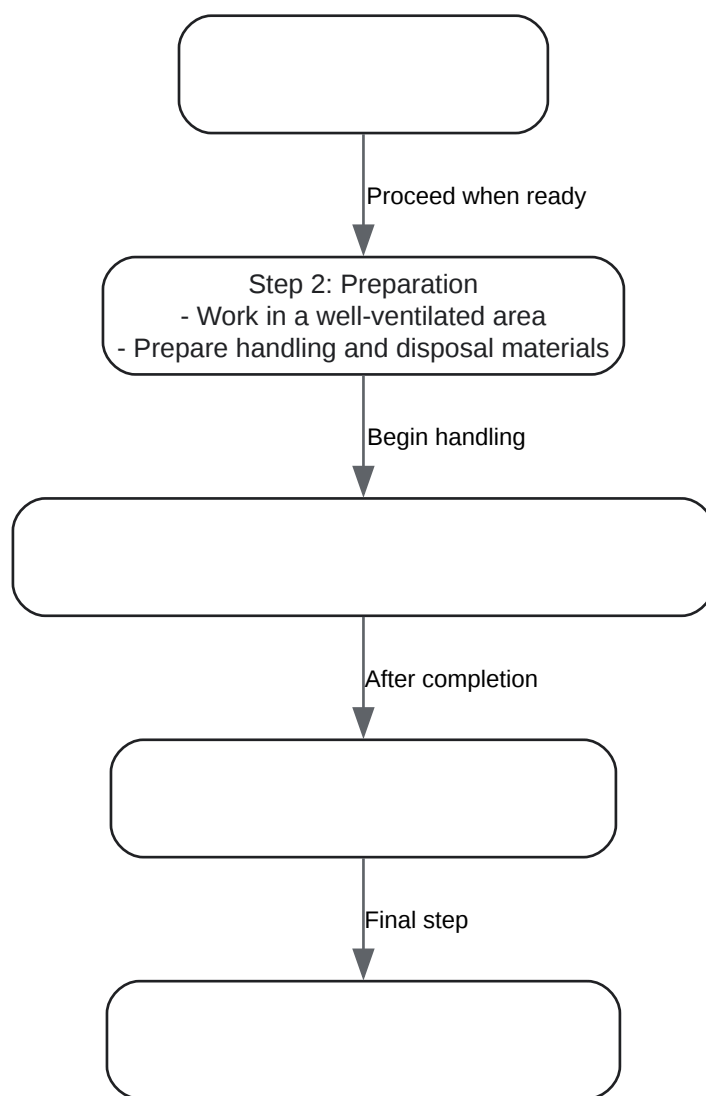 Proceed when ready
Step 2: Preparation
- Work in a well-ventilated area
- Prepare handling and disposal materials
Begin handling
After completion
Final step